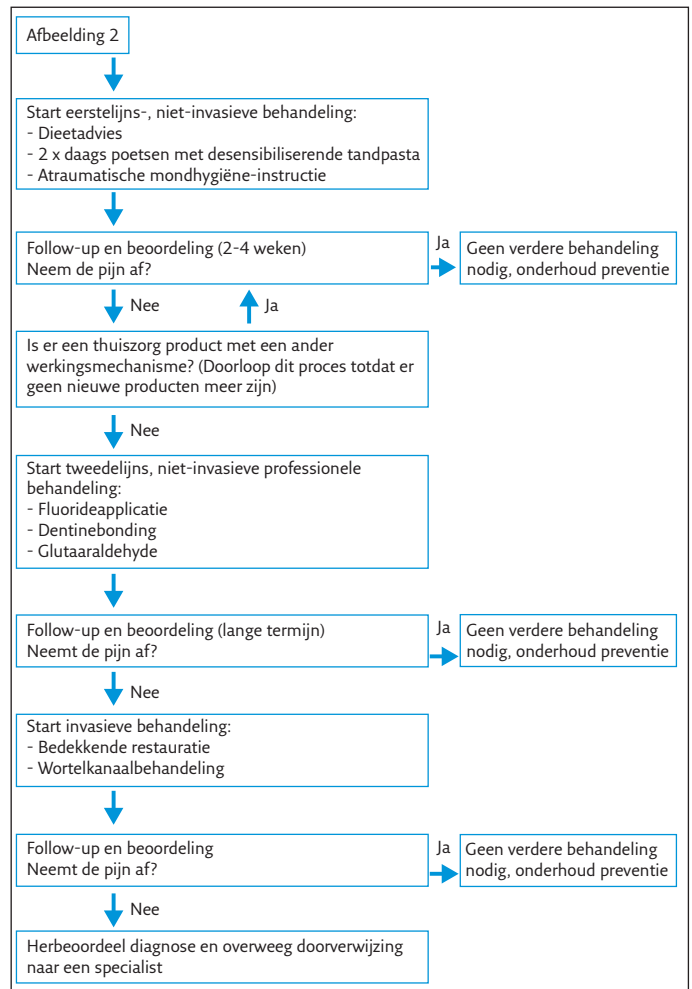 Afbeelding 2
Start eerstelijns-, niet-invasieve behandeling:
- Dieetadvies
- 2 x daags poetsen met desensibiliserende tandpasta
- Atraumatische mondhygiëne-instructie
Follow-up en beoordeling (2-4 weken)
Neem de pijn af?
Ja
Geen verdere behandeling
nodig, onderhoud preventie
Nee
Ja
Is er een thuiszorg product met een ander
werkingsmechanisme? (Doorloop dit proces totdat er
geen nieuwe producten meer zijn)
Nee
Start tweedelijns, niet-invasieve professionele
behandeling:
- Fluorideapplicatie
- Dentinebonding
- Glutaaraldehyde
Follow-up en beoordeling (lange termijn)
Neemt de pijn af?
Ja
Geen verdere behandeling
nodig, onderhoud preventie
Nee
Start invasieve behandeling:
- Bedekkende restauratie
- Wortelkanaalbehandeling
Follow-up en beoordeling
Neemt de pijn af?
Ja
Geen verdere behandeling
nodig, onderhoud preventie
Nee
Herbeoordeel diagnose en overweeg doorverwijzing
naar een specialist